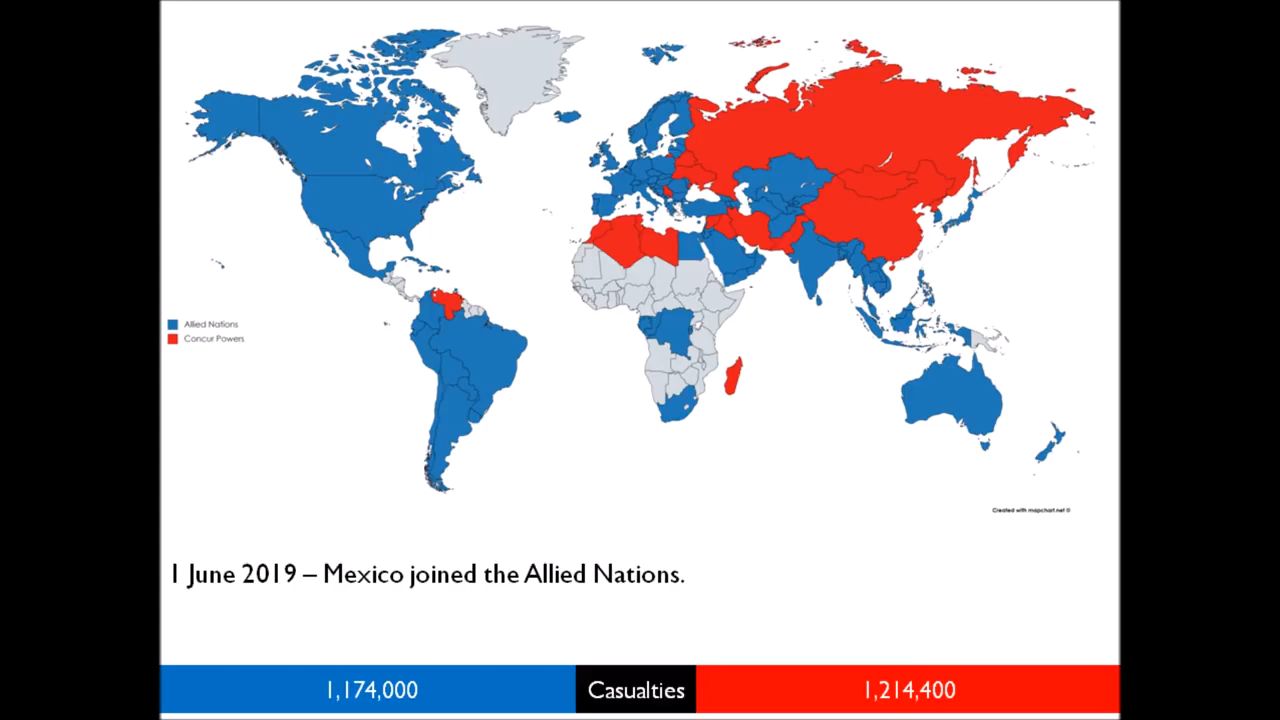 Allied Nations
Concur Powers
Created with mapchart.net ©
1 June 2019 – Mexico joined the Allied Nations.
1,174,000 Casualties 1,214,400